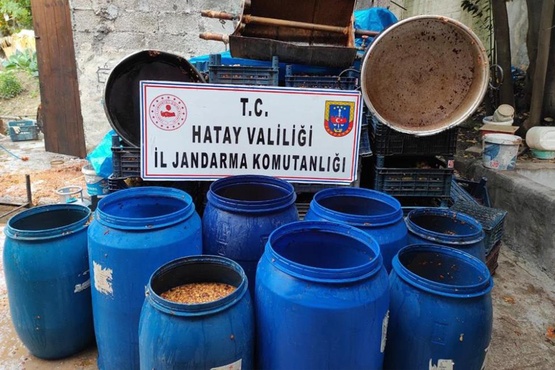 T.C.
HATAY VALİLİĞİ
İL JANDARMA KOMUTANLIĞI